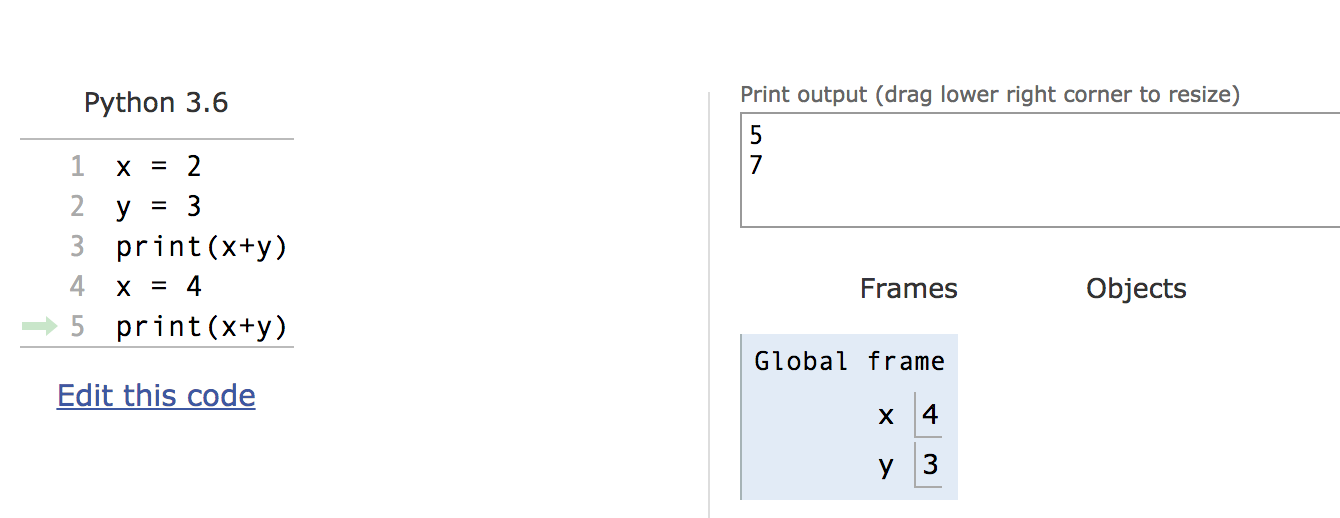 Python 3.6
1 x = 2
2 y = 3
3 print(x+y)
4 x = 4
5 print(x+y)
Edit this code
Print output (drag lower right corner to resize)
5
7
Frames Objects
Global frame
x 4
y 3